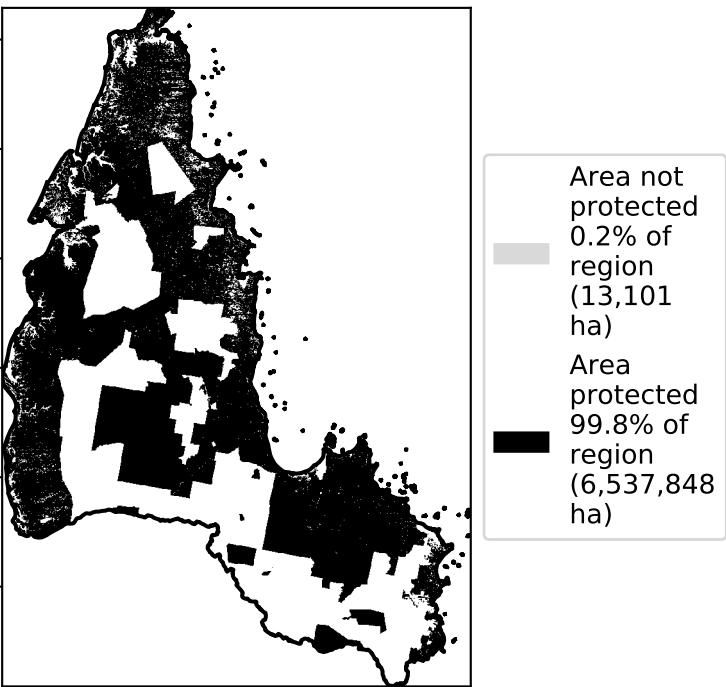 Area not
protected
0.2% of
region
(13,101
ha)
Area
protected
99.8% of
region
(6,537,848
ha)